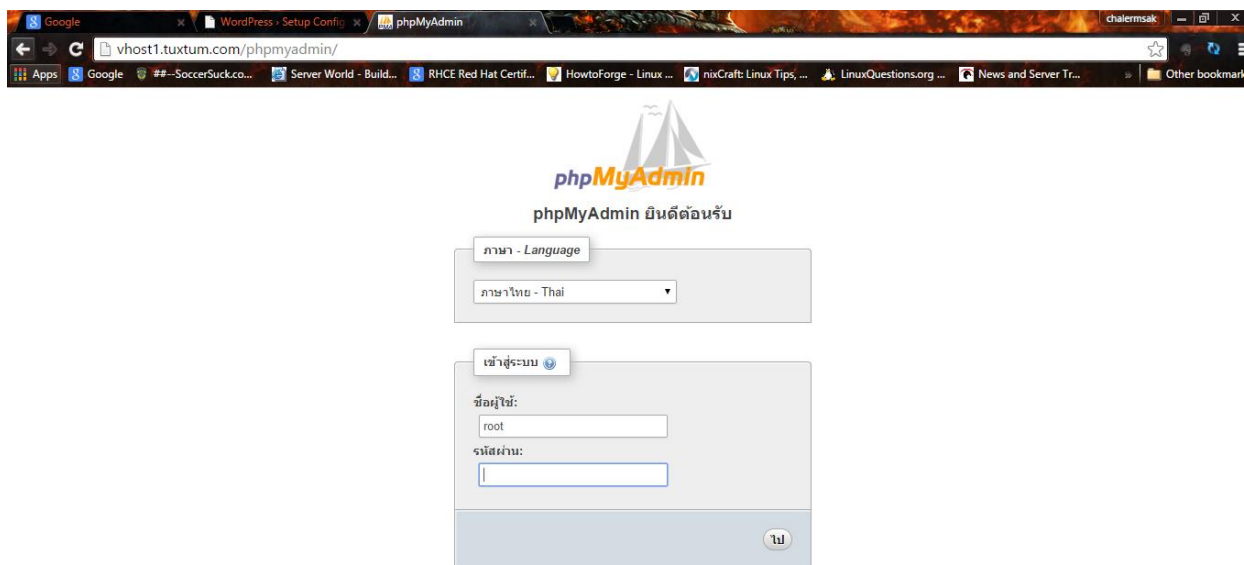 Google
WordPress › Setup Config
phpMyAdmin
chalermsak
vhost1.tuxtum.com/phpmyadmin/
Apps
Google
##--SoccerSuck.co...
Server World - Build...
RHCE Red Hat Certif...
HowtoForge - Linux ...
nixCraft: Linux Tips, ...
LinuxQuestions.org ...
News and Server Tr...
»
Other bookmark
phpMyAdmin
phpMyAdmin ยินดีต้อนรับ
ภาษา - Language
ภาษาไทย - Thai
เข้าสู่ระบบ
ชื่อผู้ใช้:
root
รหัสผ่าน:
ไป